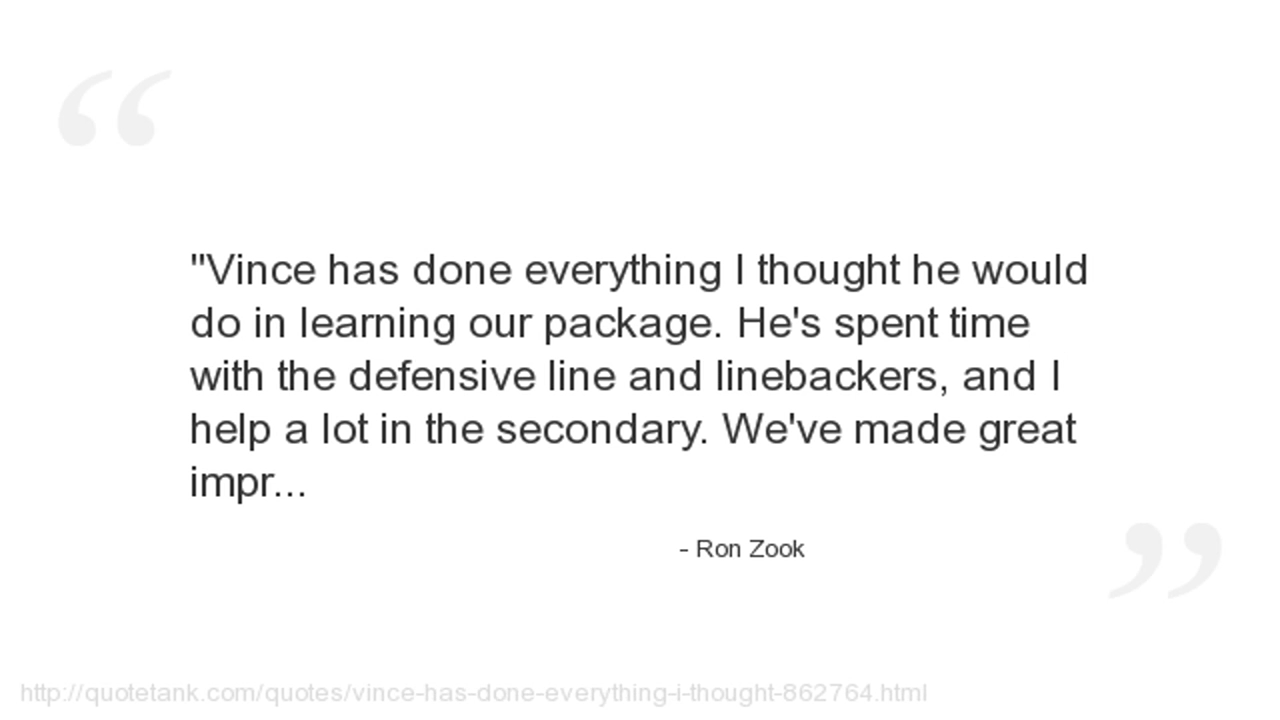 “
"Vince has done everything I thought he would
do in learning our package. He's spent time
with the defensive line and linebackers, and I
help a lot in the secondary. We've made great
impr...
- Ron Zook
”
http://quotetank.com/quotes/vince-has-done-everything-i-thought-862764.html